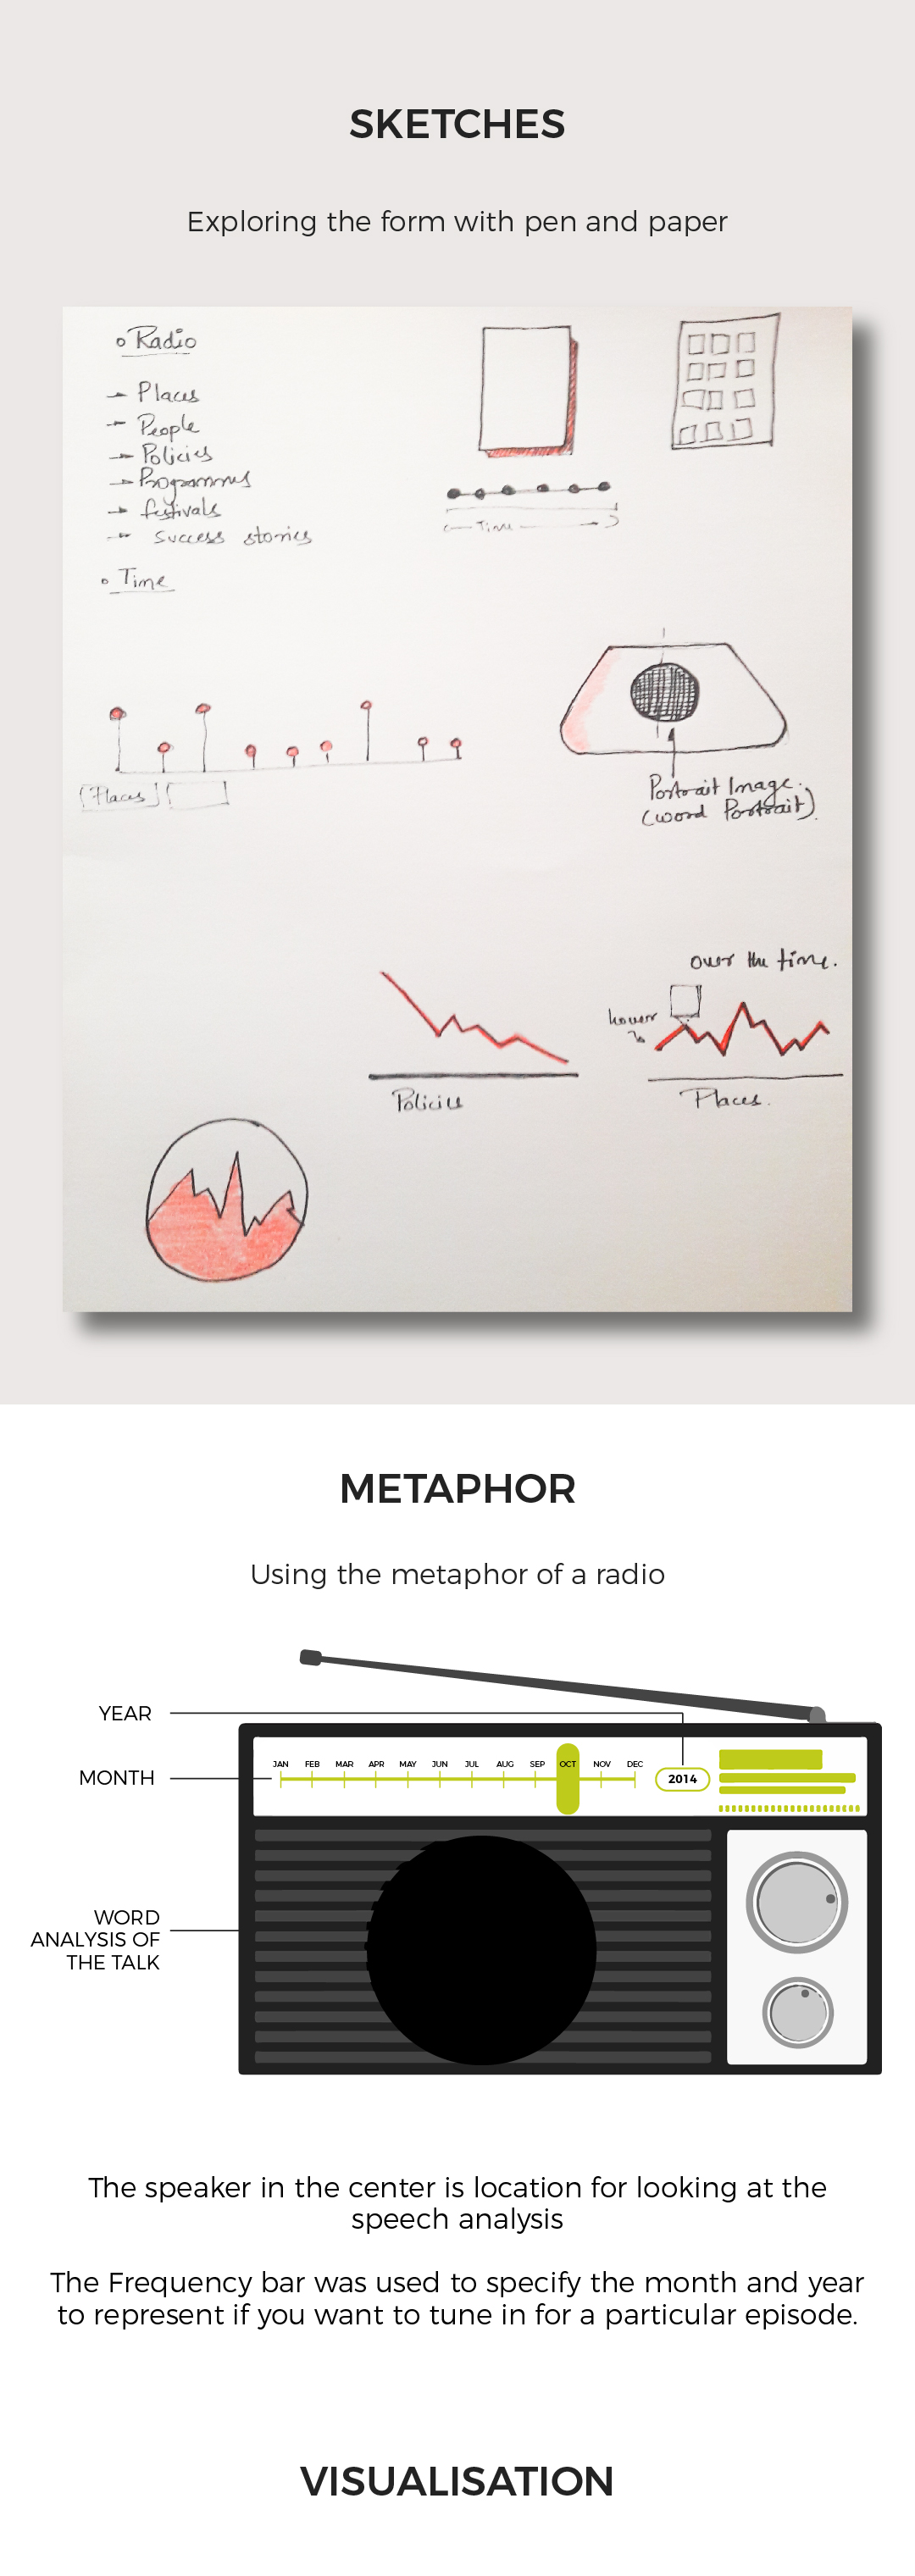 SKETCHES
Exploring the form with pen and paper
Radio
Places
People
Policies
Programmes
festivals
success stories
Time
Time
[Places]
Portrait Image.
(word Portrait).
over the time.
hover
Policies
Places.
METAPHOR
Using the metaphor of a radio
YEAR
MONTH
JAN FEB MAR APR MAY JUN JUL AUG SEP OCT NOV DEC
2014
WORD
ANALYSIS OF
THE TALK
The speaker in the center is location for looking at the
speech analysis
The Frequency bar was used to specify the month and year
to represent if you want to tune in for a particular episode.
VISUALISATION